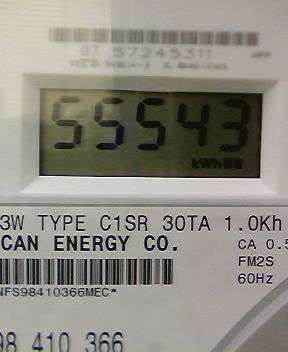 07 57245311
55543
kWh
3W TYPE C1SR 30TA 1.0Kh
CAN ENERGY CO.
CA 0.5
FM2S
60Hz
NFS98410366MEC*
98 410 366